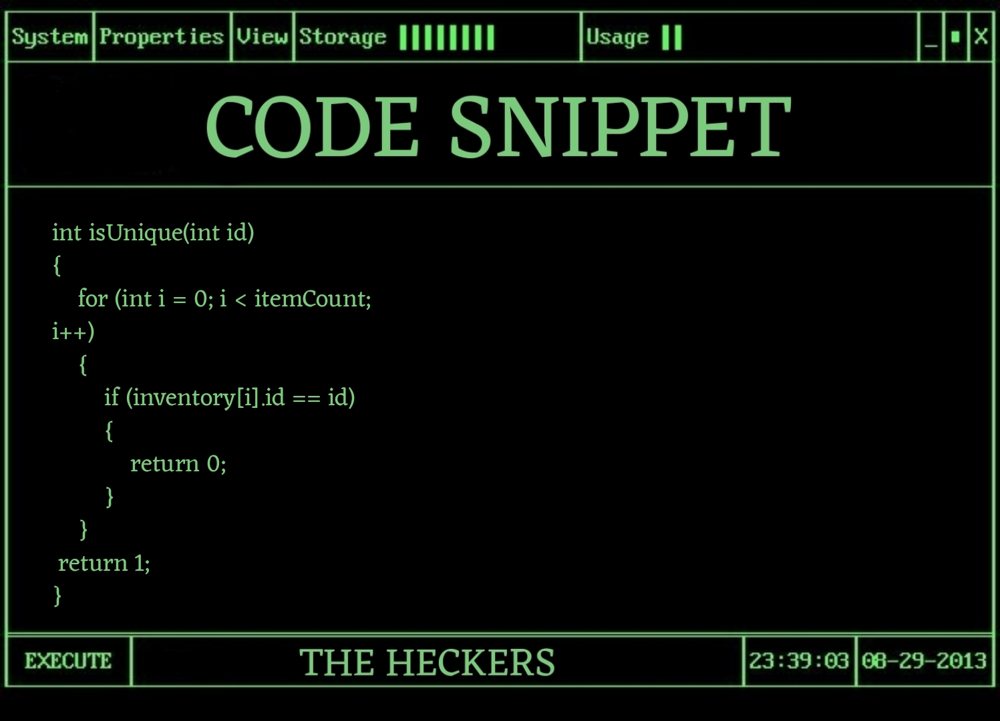 System Properties View Storage Usage _ ▪ X
CODE SNIPPET
int isUnique(int id)
{
for (int i = 0; i < itemCount;
i++)
{
if (inventory[i].id == id)
{
return 0;
}
}
return 1;
}
EXECUTE THE HECKERS 23:39:03 08-29-2013